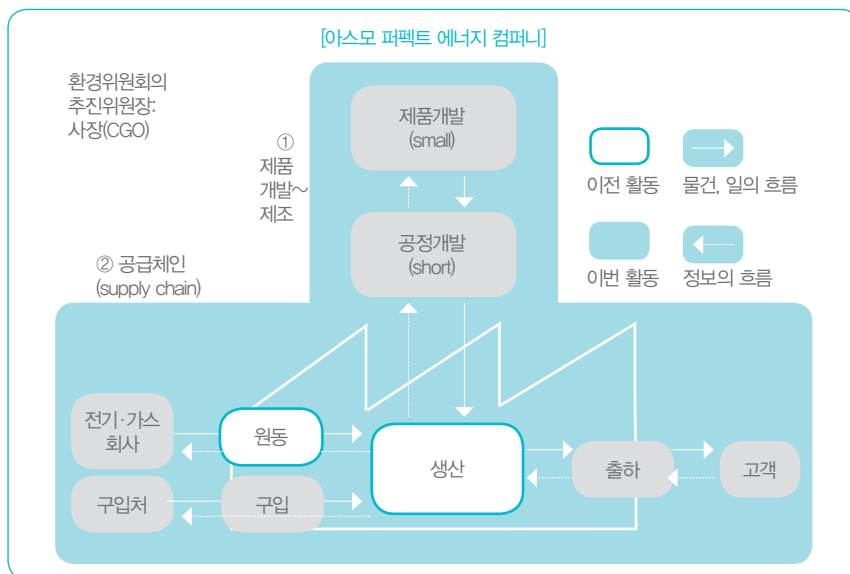 [아스모 퍼펙트 에너지 컴퍼니]
환경위원회의
추진위원장:
사장(CGO)
①
제품
개발~
제조
제품개발
(small)
공정개발
(short)
이전 활동
물건, 일의 흐름
이번 활동
정보의 흐름
② 공급체인
(supply chain)
전기·가스
회사
원동
생산
출하
고객
구입처
구입